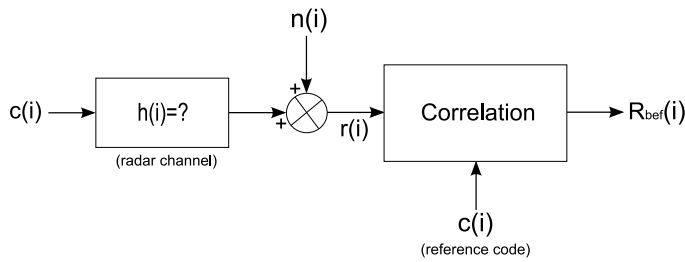 n(i)
+
c(i)
h(i)=?
+
r(i)
Correlation
Rbef(i)
(radar channel)
c(i)
(reference code)